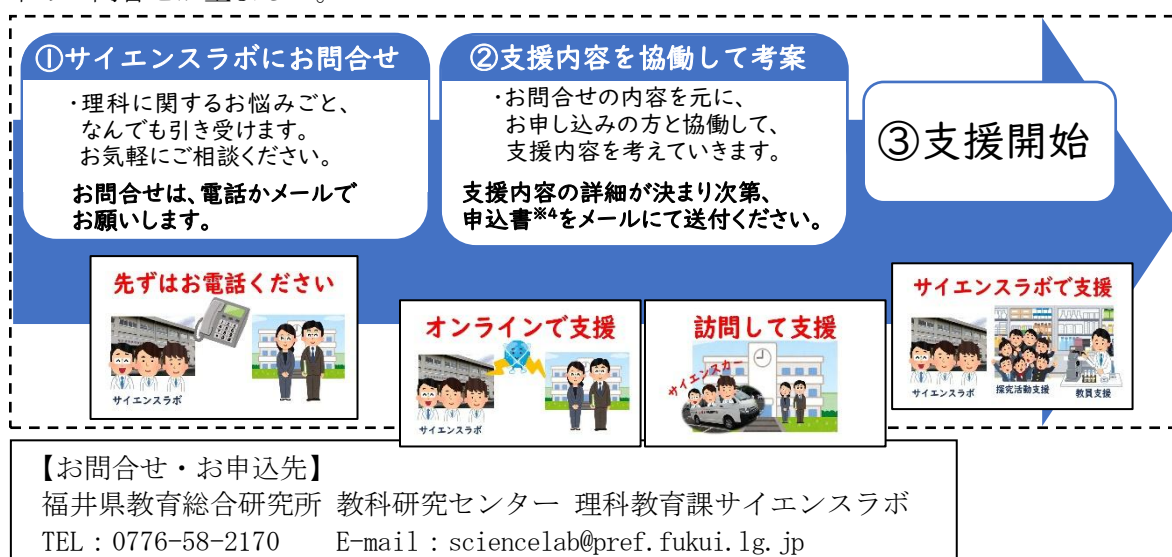 ①サイエンスラボにお問合せ
・理科に関するお悩みごと、
なんでも引き受けます。
お気軽にご相談ください。
お問合せは、電話かメールで
お願いします。
②支援内容を協働して考案
・お問合せの内容を元に、
お申し込みの方と協働して、
支援内容を考えていきます。
支援内容の詳細が決まり次第、
申込書※4をメールにて送付ください。
③支援開始
先ずはお電話ください
サイエンスラボ
オンラインで支援
サイエンスラボ
訪問して支援
サイエンスカー
サイエンスラボで支援
サイエンスラボ
探究活動支援
教員支援
【お問合せ・お申込先】
福井県教育総合研究所 教科研究センター 理科教育課サイエンスラボ
TEL：0776-58-2170 E-mail：sciencelab@pref.fukui.lg.jp